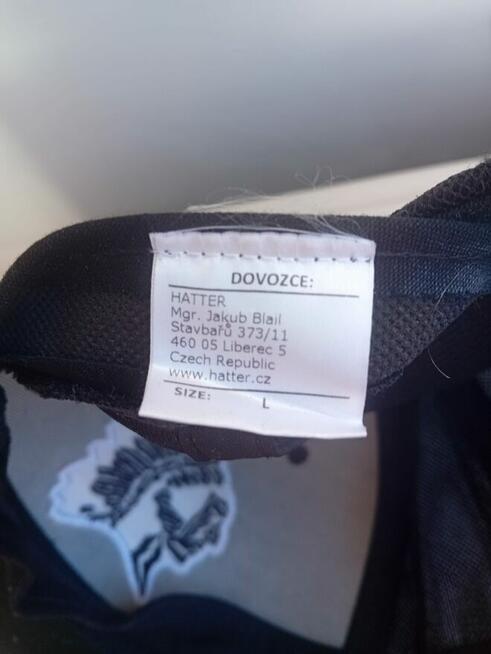 DOVOZCE:
HATTER
Mgr. Jakub Blail
Stavbařů 373/11
460 05 Liberec 5
Czech Republic
www.hatter.cz
SIZE: L